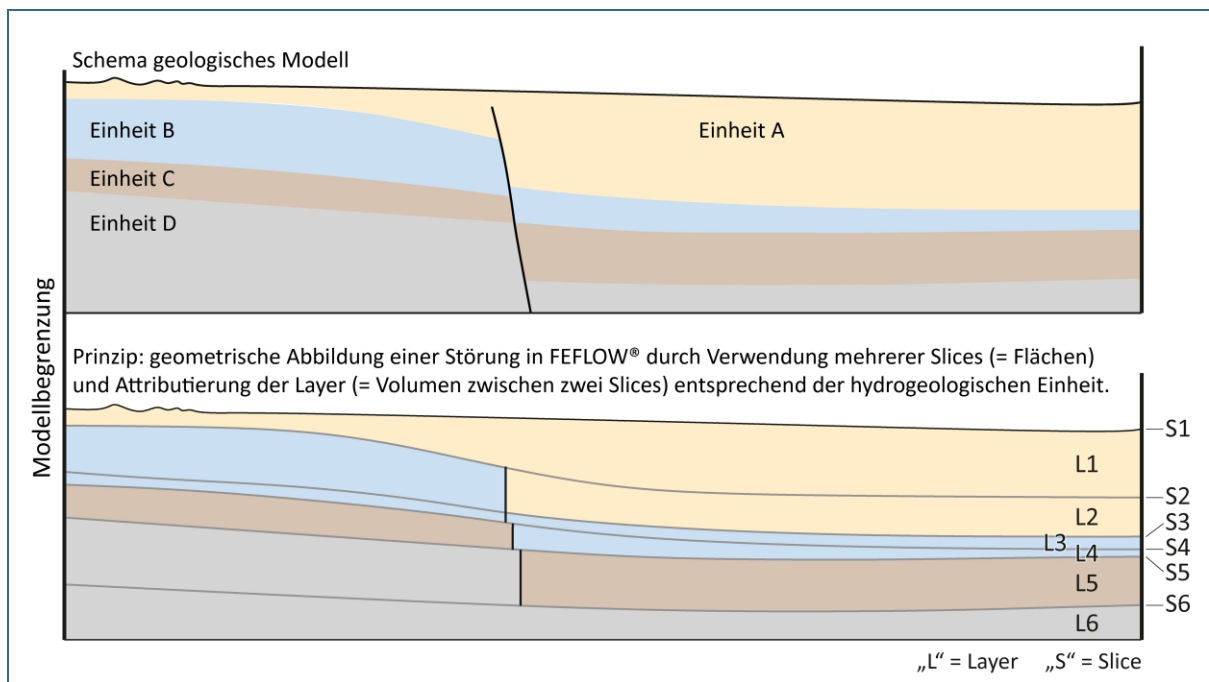 Schema geologisches Modell
Einheit B
Einheit A
Einheit C
Einheit D
Modellbegrenzung
Prinzip: geometrische Abbildung einer Störung in FEFLOW® durch Verwendung mehrerer Slices (= Flächen)
und Attributierung der Layer (= Volumen zwischen zwei Slices) entsprechend der hydrogeologischen Einheit.
S1
L1
S2
L2
S3
L3
S4
L4
S5
L5
S6
L6
„L“ = Layer „S“ = Slice